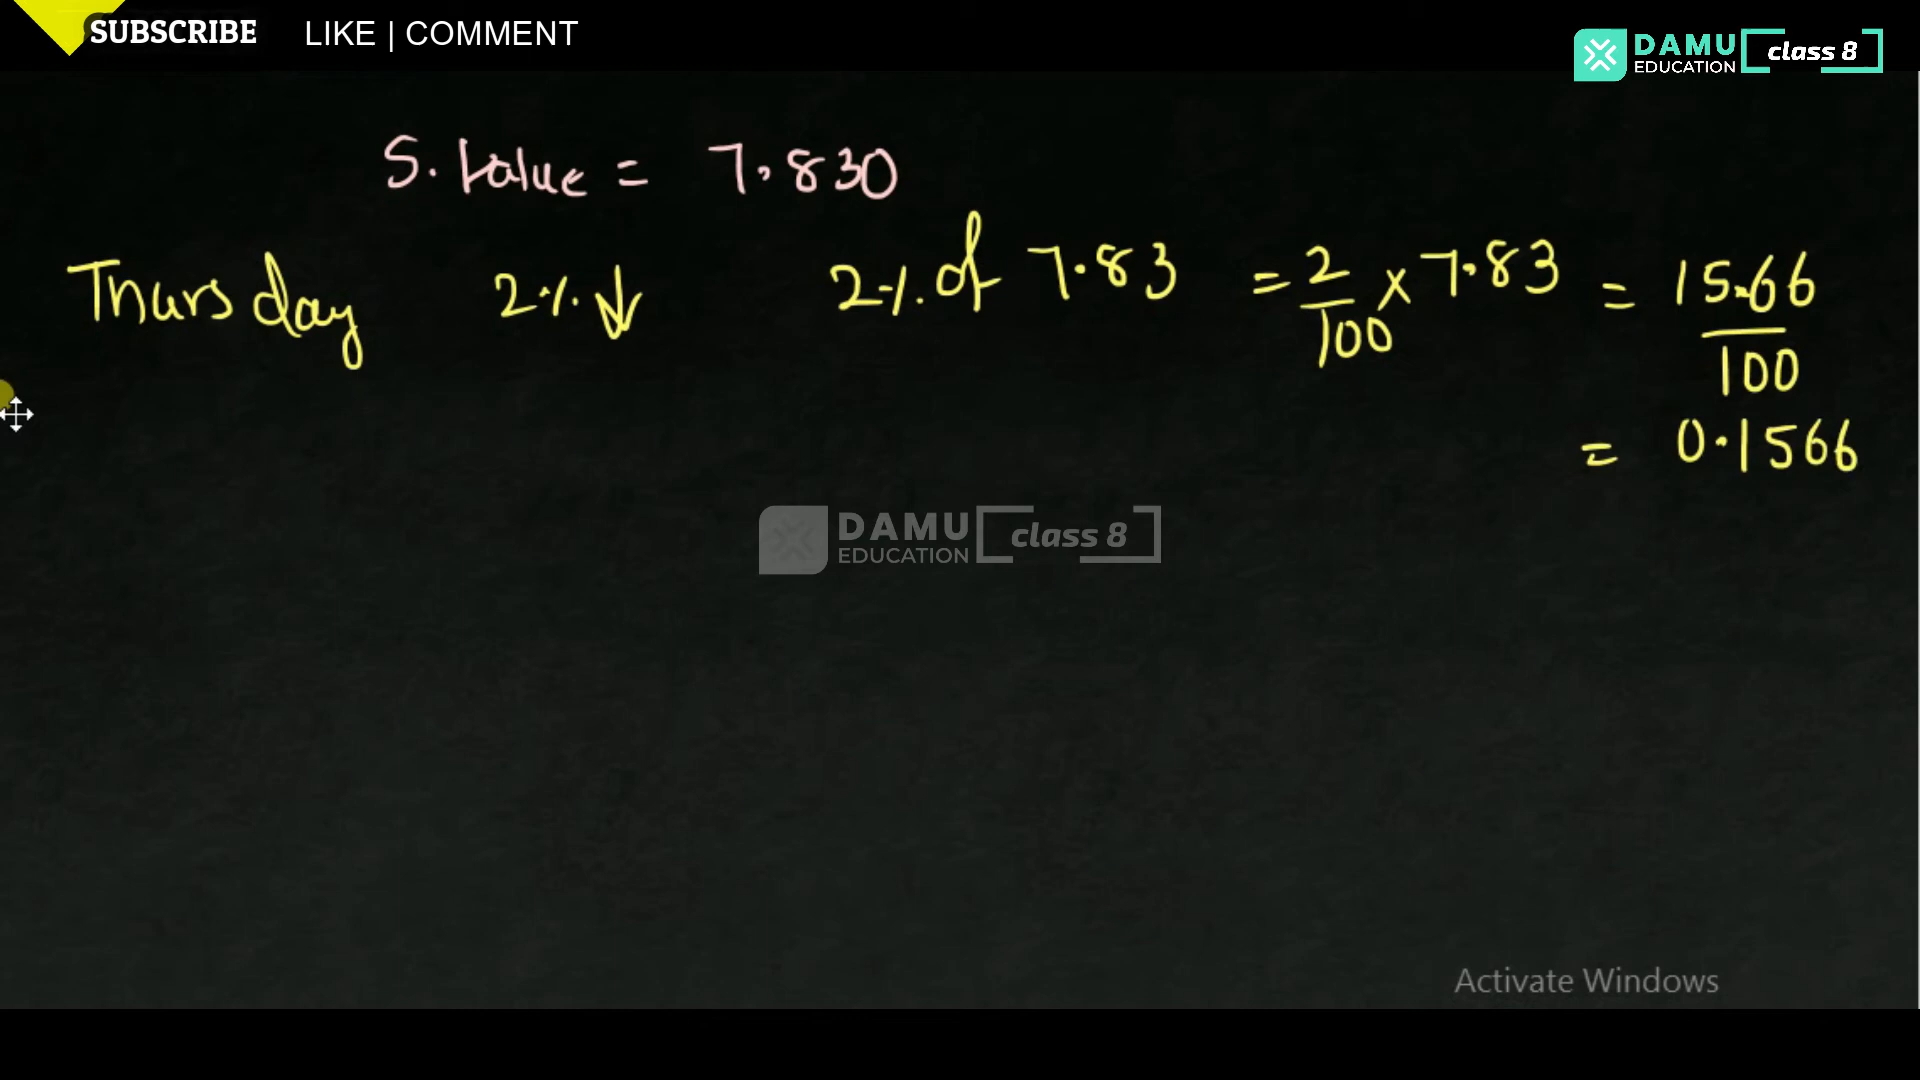 SUBSCRIBE LIKE | COMMENT
DAMU EDUCATION class 8
S. Value = 7.830
Thursday 2% ↓ 2% of 7.83 = 2/100 × 7.83 = 15.66/100
= 0.1566
DAMU EDUCATION class 8
Activate Windows